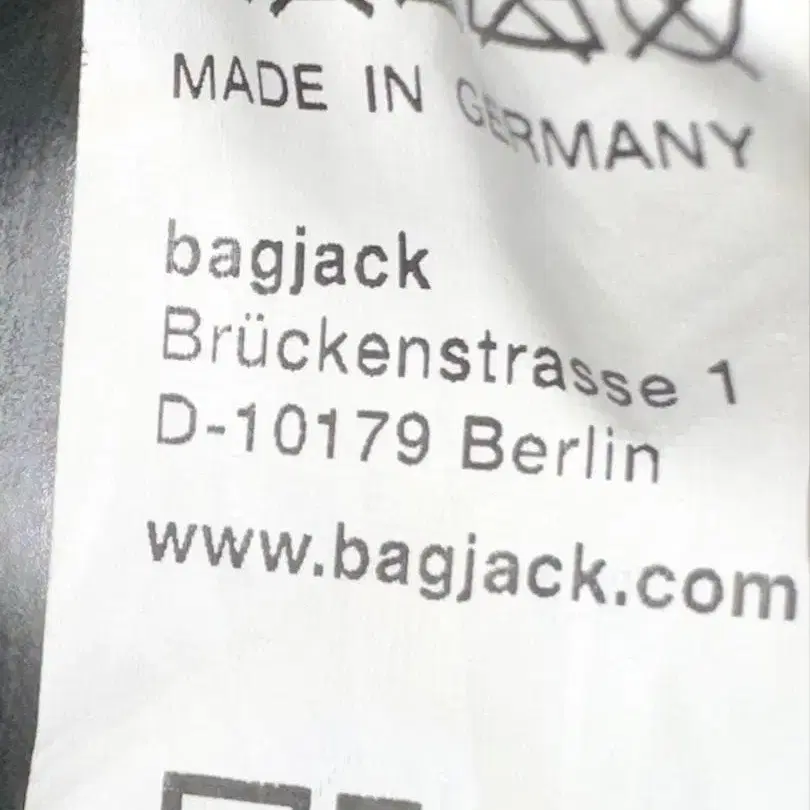 MADE IN GERMANY
bagjack
Brückenstrasse 1
D-10179 Berlin
www.bagjack.com